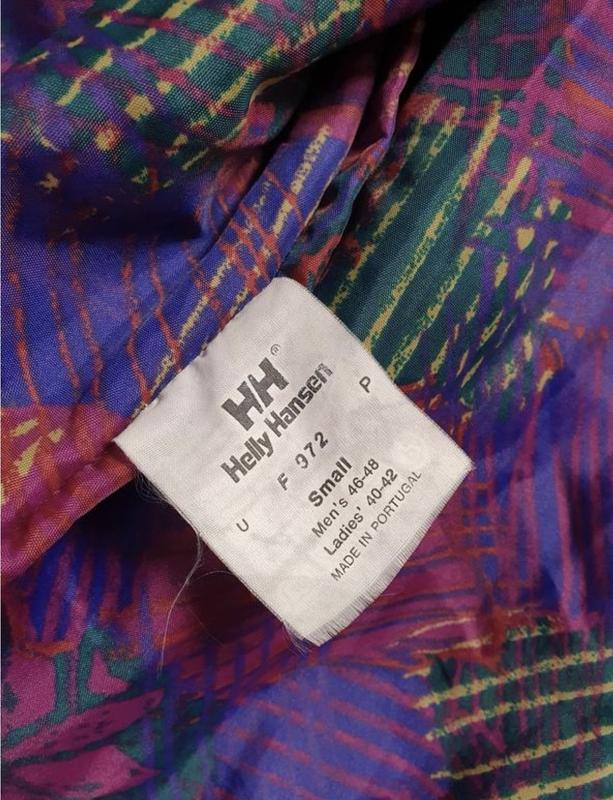 HH®
Helly Hansen
U F 972 P
Small
Men's 46-48
Ladies' 40-42
MADE IN PORTUGAL